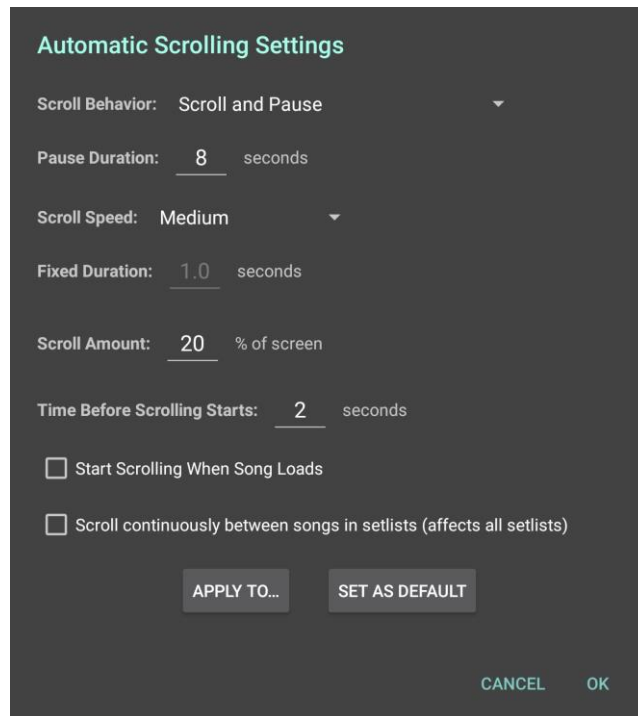 Automatic Scrolling Settings
Scroll Behavior: Scroll and Pause
Pause Duration: 8 seconds
Scroll Speed: Medium
Fixed Duration: 1.0 seconds
Scroll Amount: 20 % of screen
Time Before Scrolling Starts: 2 seconds
Start Scrolling When Song Loads
Scroll continuously between songs in setlists (affects all setlists)
APPLY TO... SET AS DEFAULT
CANCEL OK